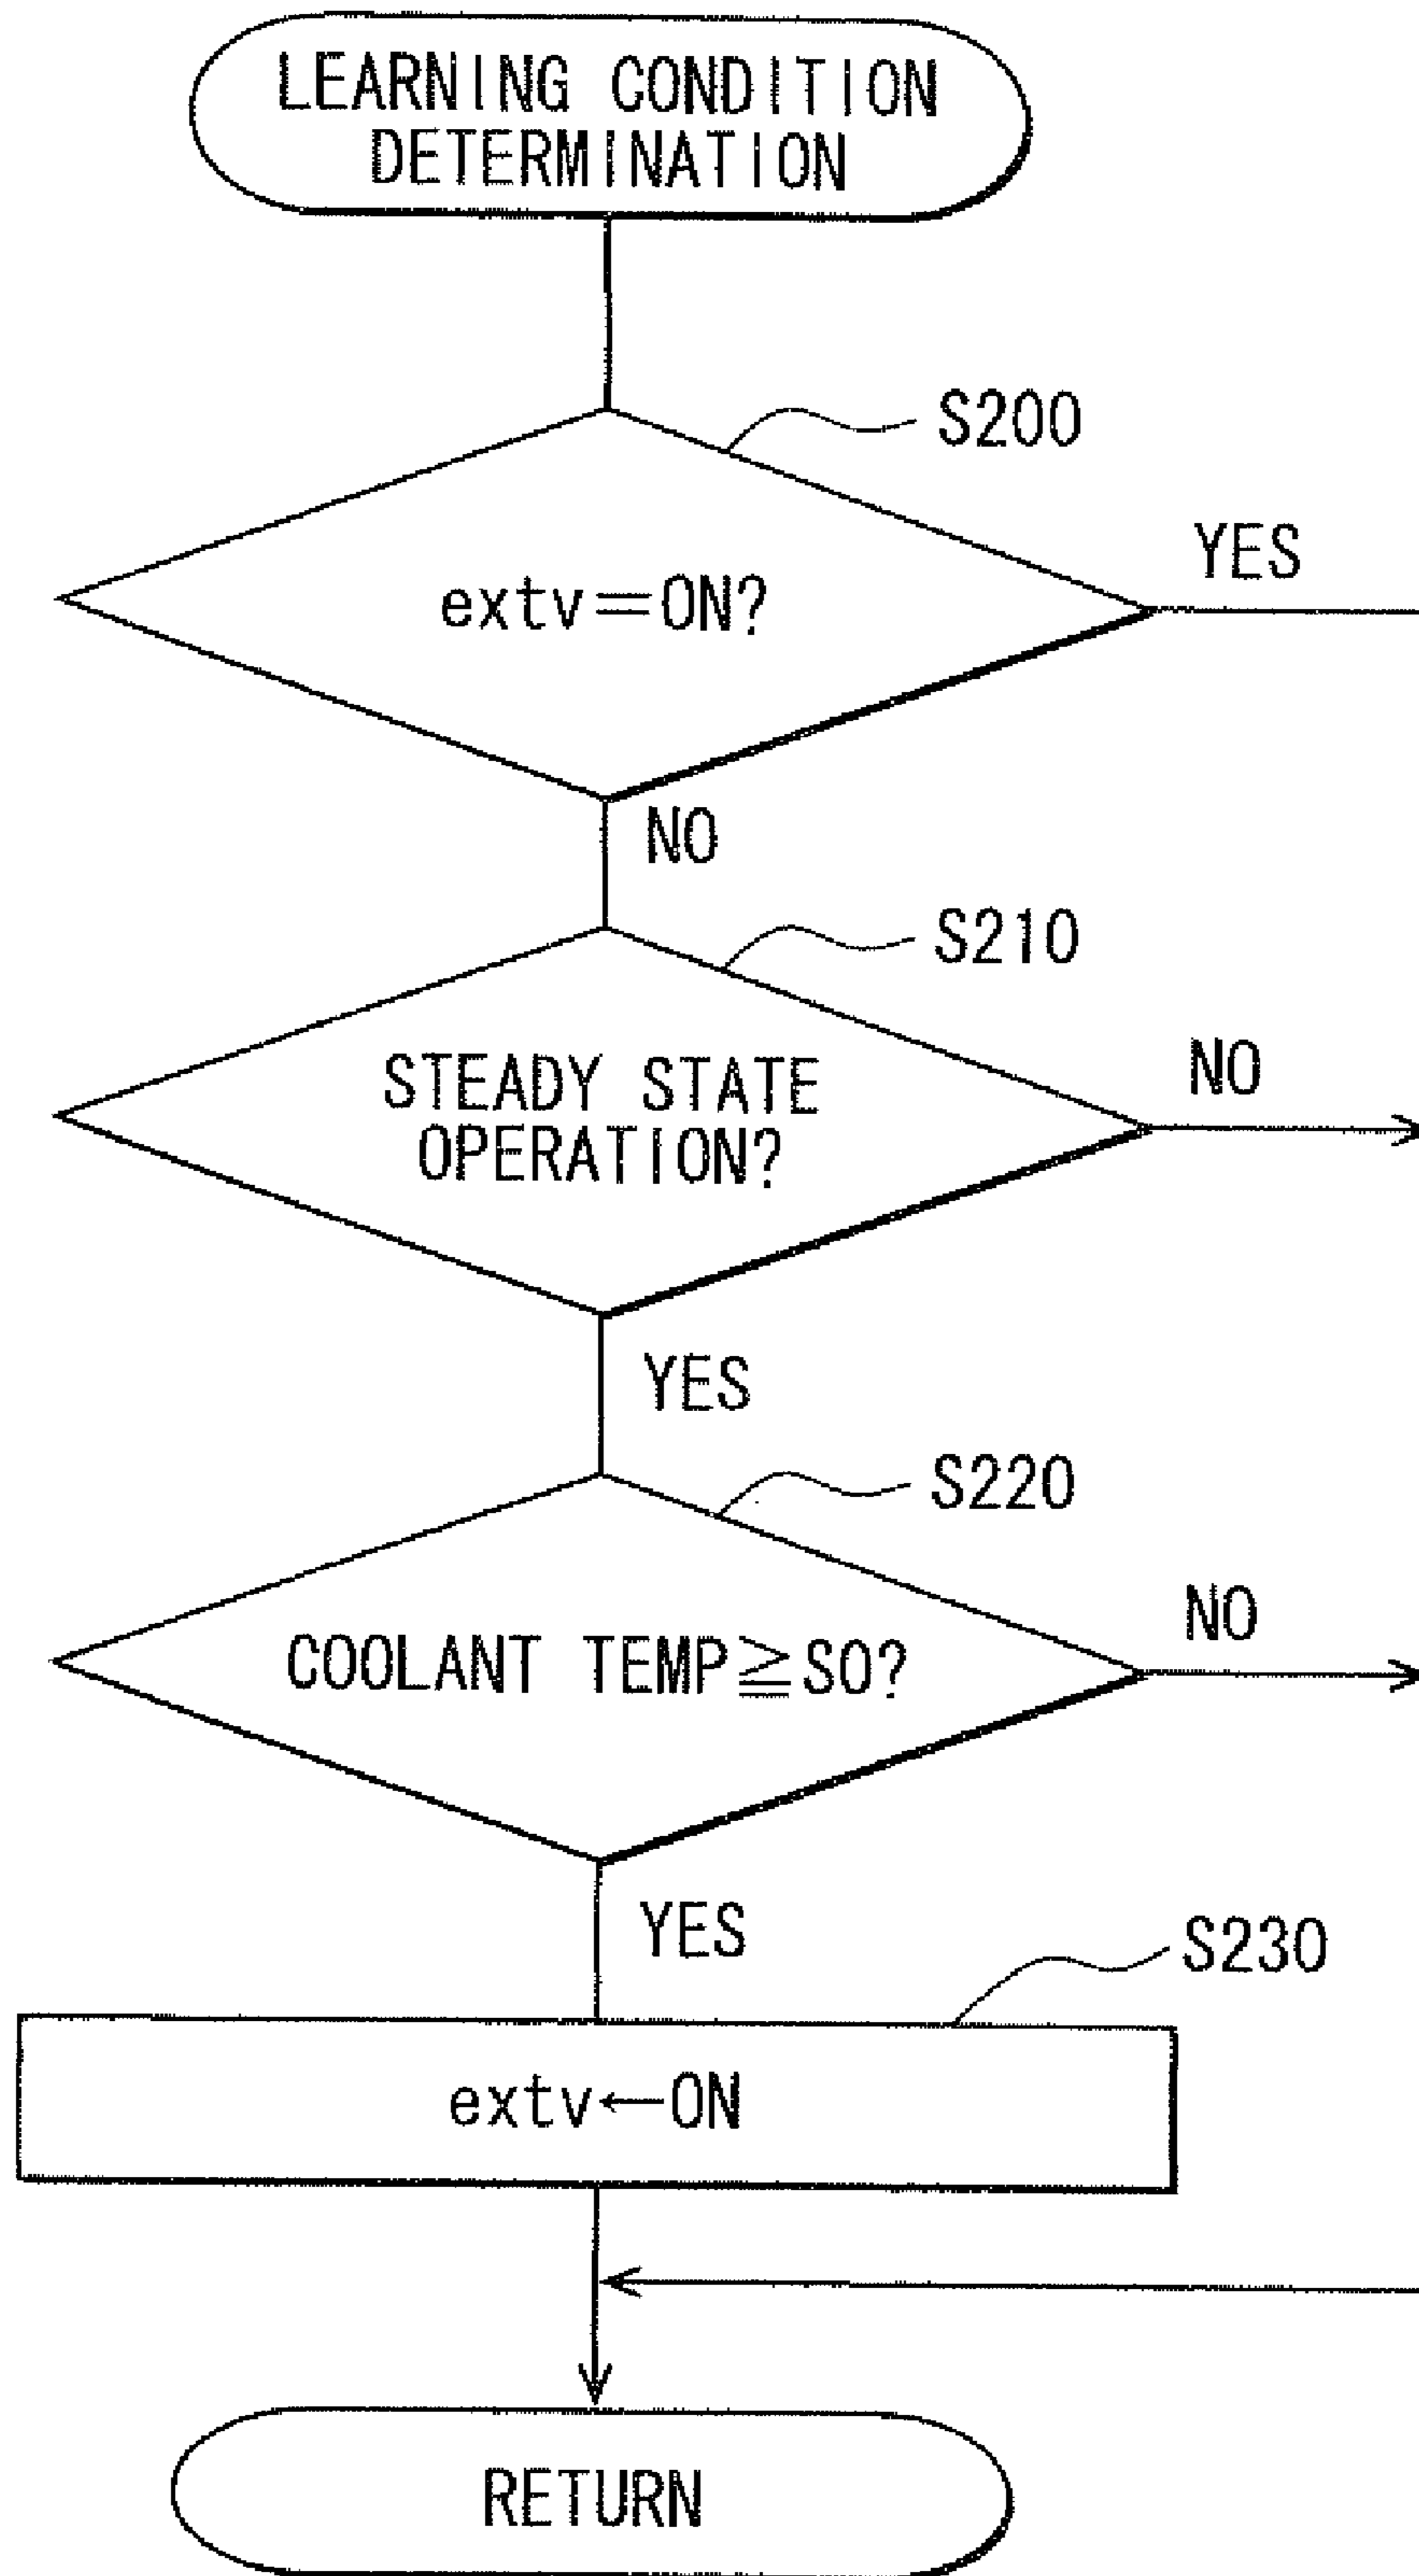 LEARNING CONDITION
DETERMINATION
S200
extv=ON?
YES
NO
S210
STEADY STATE
OPERATION?
NO
YES
S220
COOLANT TEMP≧S0?
NO
YES
S230
extv←ON
RETURN